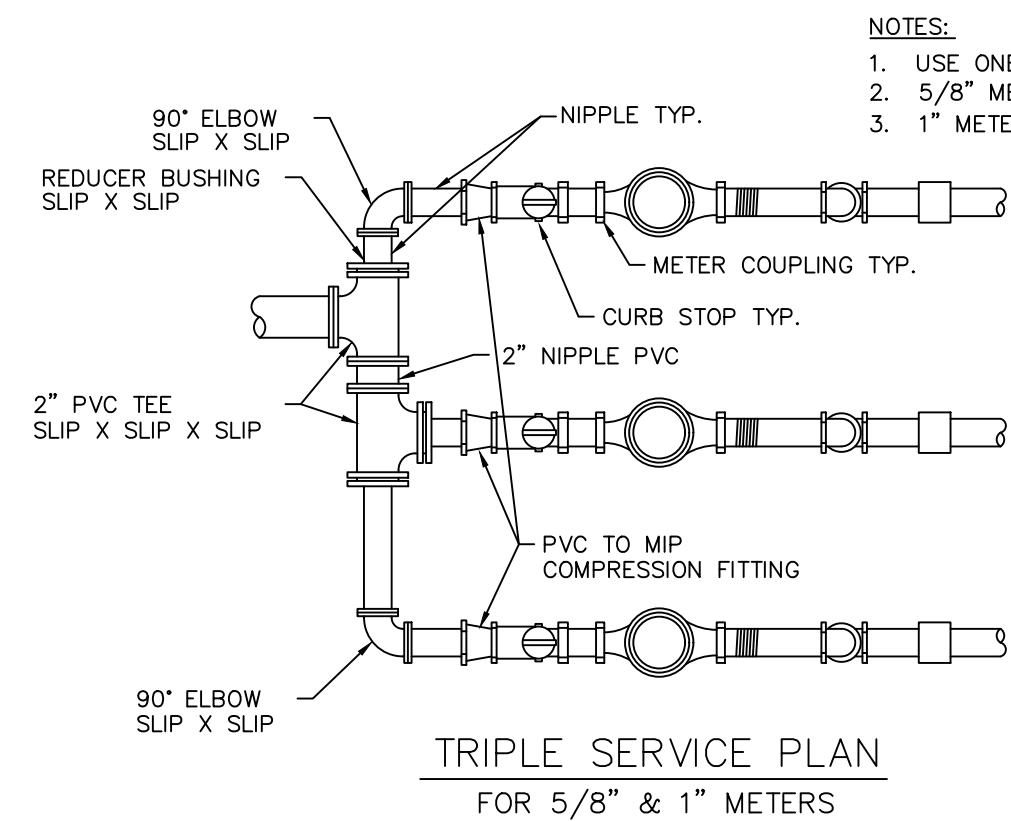 NOTES:
1. USE ONE
2. 5/8" ME
3. 1" METE
90° ELBOW
SLIP X SLIP
NIPPLE TYP.
REDUCER BUSHING
SLIP X SLIP
METER COUPLING TYP.
CURB STOP TYP.
2" NIPPLE PVC
2" PVC TEE
SLIP X SLIP X SLIP
PVC TO MIP
COMPRESSION FITTING
90° ELBOW
SLIP X SLIP
TRIPLE SERVICE PLAN
FOR 5/8" & 1" METERS